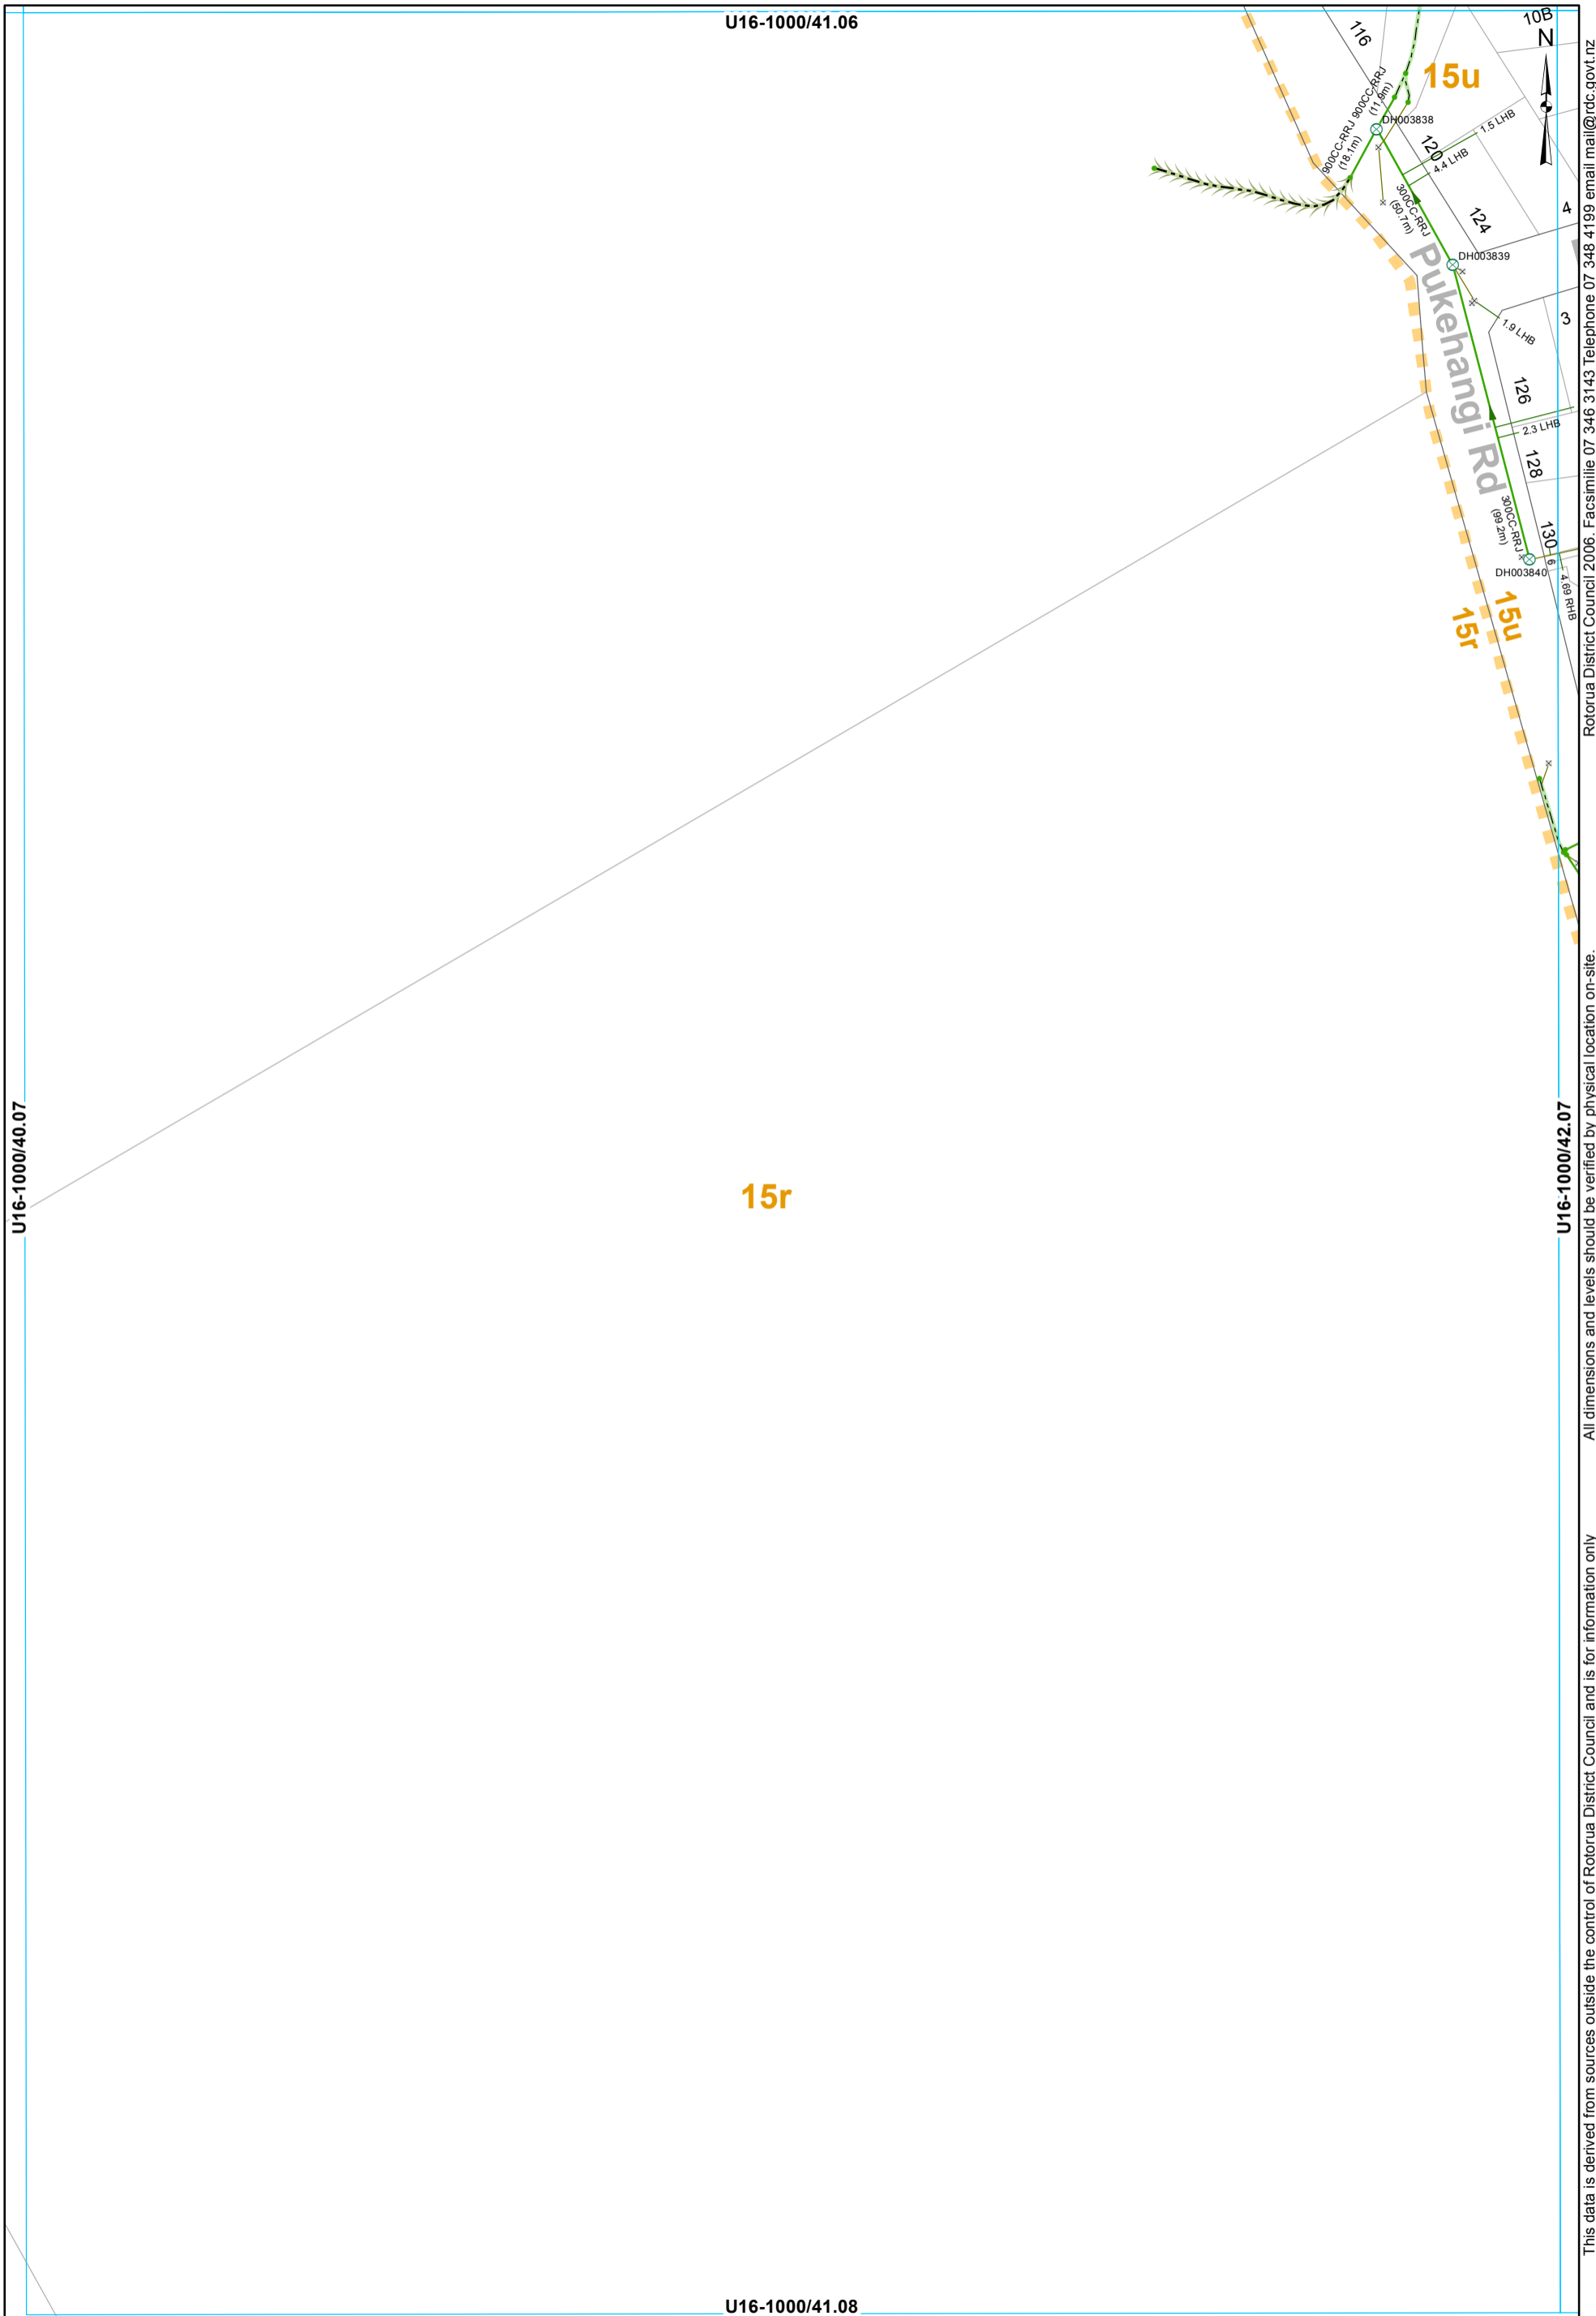 U16-1000/41.06
10B
N
116
15u
900CC-RRJ
(11.9m)
DH003838
900CC-RRJ
(18.1m)
1.5 LHB
120
4.4 LHB
300CC-RRJ
(50.7m)
124
4
DH003839
Pukehangi Rd
3
1.9 LHB
126
2.3 LHB
128
300CC-RRJ
(99.2m)
130
6
DH003840
4.69 RHB
15u
15r
U16-1000/40.07
U16-1000/42.07
15r
U16-1000/41.08
Rotorua District Council 2006. Facsimilie 07 346 3143 Telephone 07 348 4199 email mail@rdc.govt.nz
All dimensions and levels should be verified by physical location on-site.
This data is derived from sources outside the control of Rotorua District Council and is for information only